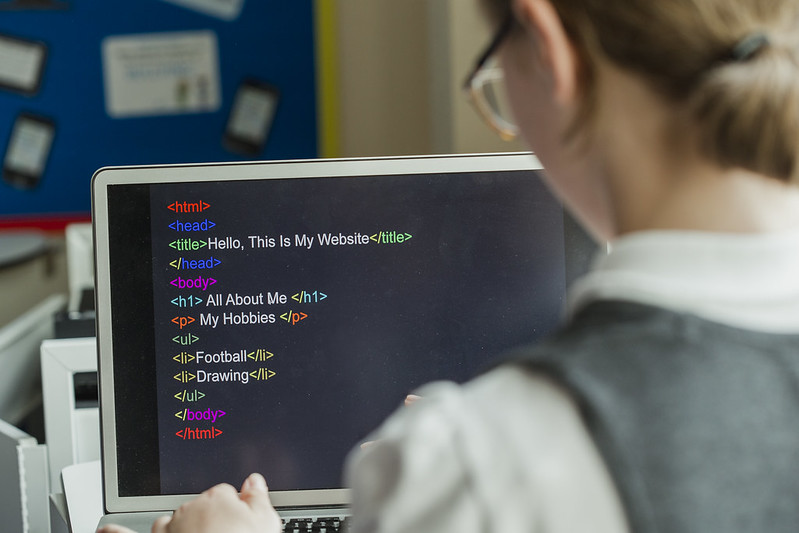 <html>
<head>
<title>Hello, This Is My Website</title>
</head>
<body>
<h1> All About Me </h1>
<p> My Hobbies </p>
<ul>
<li>Football</li>
<li>Drawing</li>
</ul>
</body>
</html>